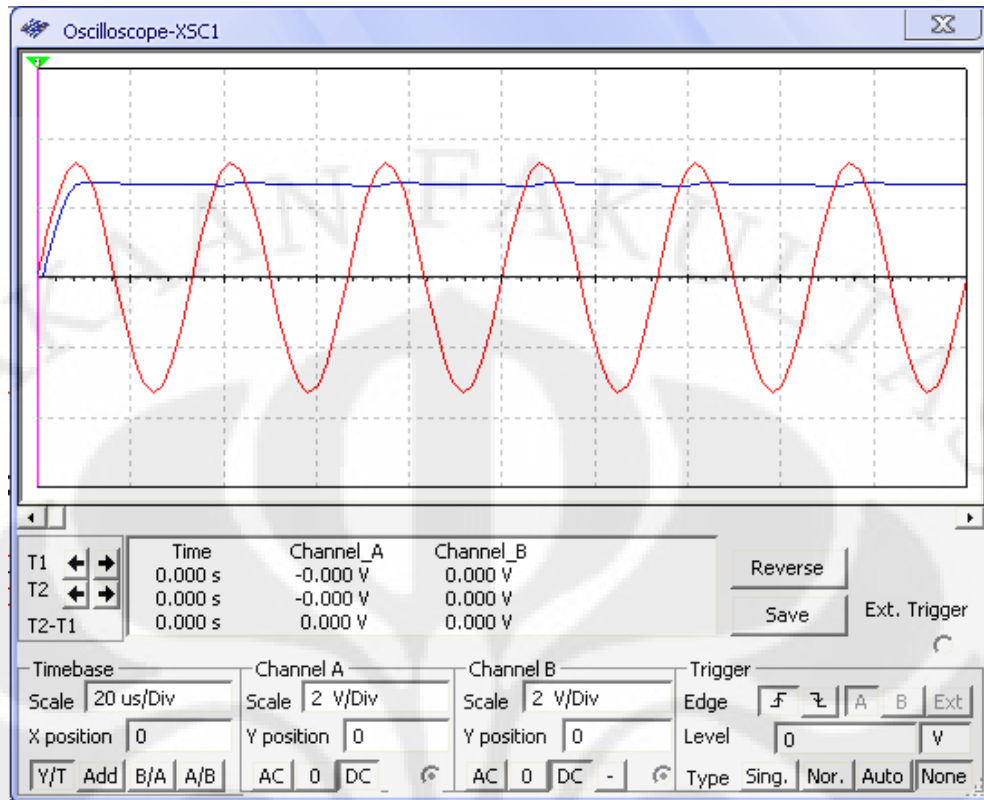 Oscilloscope-XSC1
KAAN FAKULTAS
T1
T2
T2-T1
Time Channel_A Channel_B
0.000 s -0.000 V 0.000 V
0.000 s -0.000 V 0.000 V
0.000 s 0.000 V 0.000 V
Reverse
Save
Ext. Trigger
Timebase
Scale 20 us/Div
X position 0
Y/T Add B/A A/B
Channel A
Scale 2 V/Div
Y position 0
AC 0 DC
Channel B
Scale 2 V/Div
Y position 0
AC 0 DC -
Trigger
Edge A B Ext
Level 0 V
Type Sing. Nor. Auto None